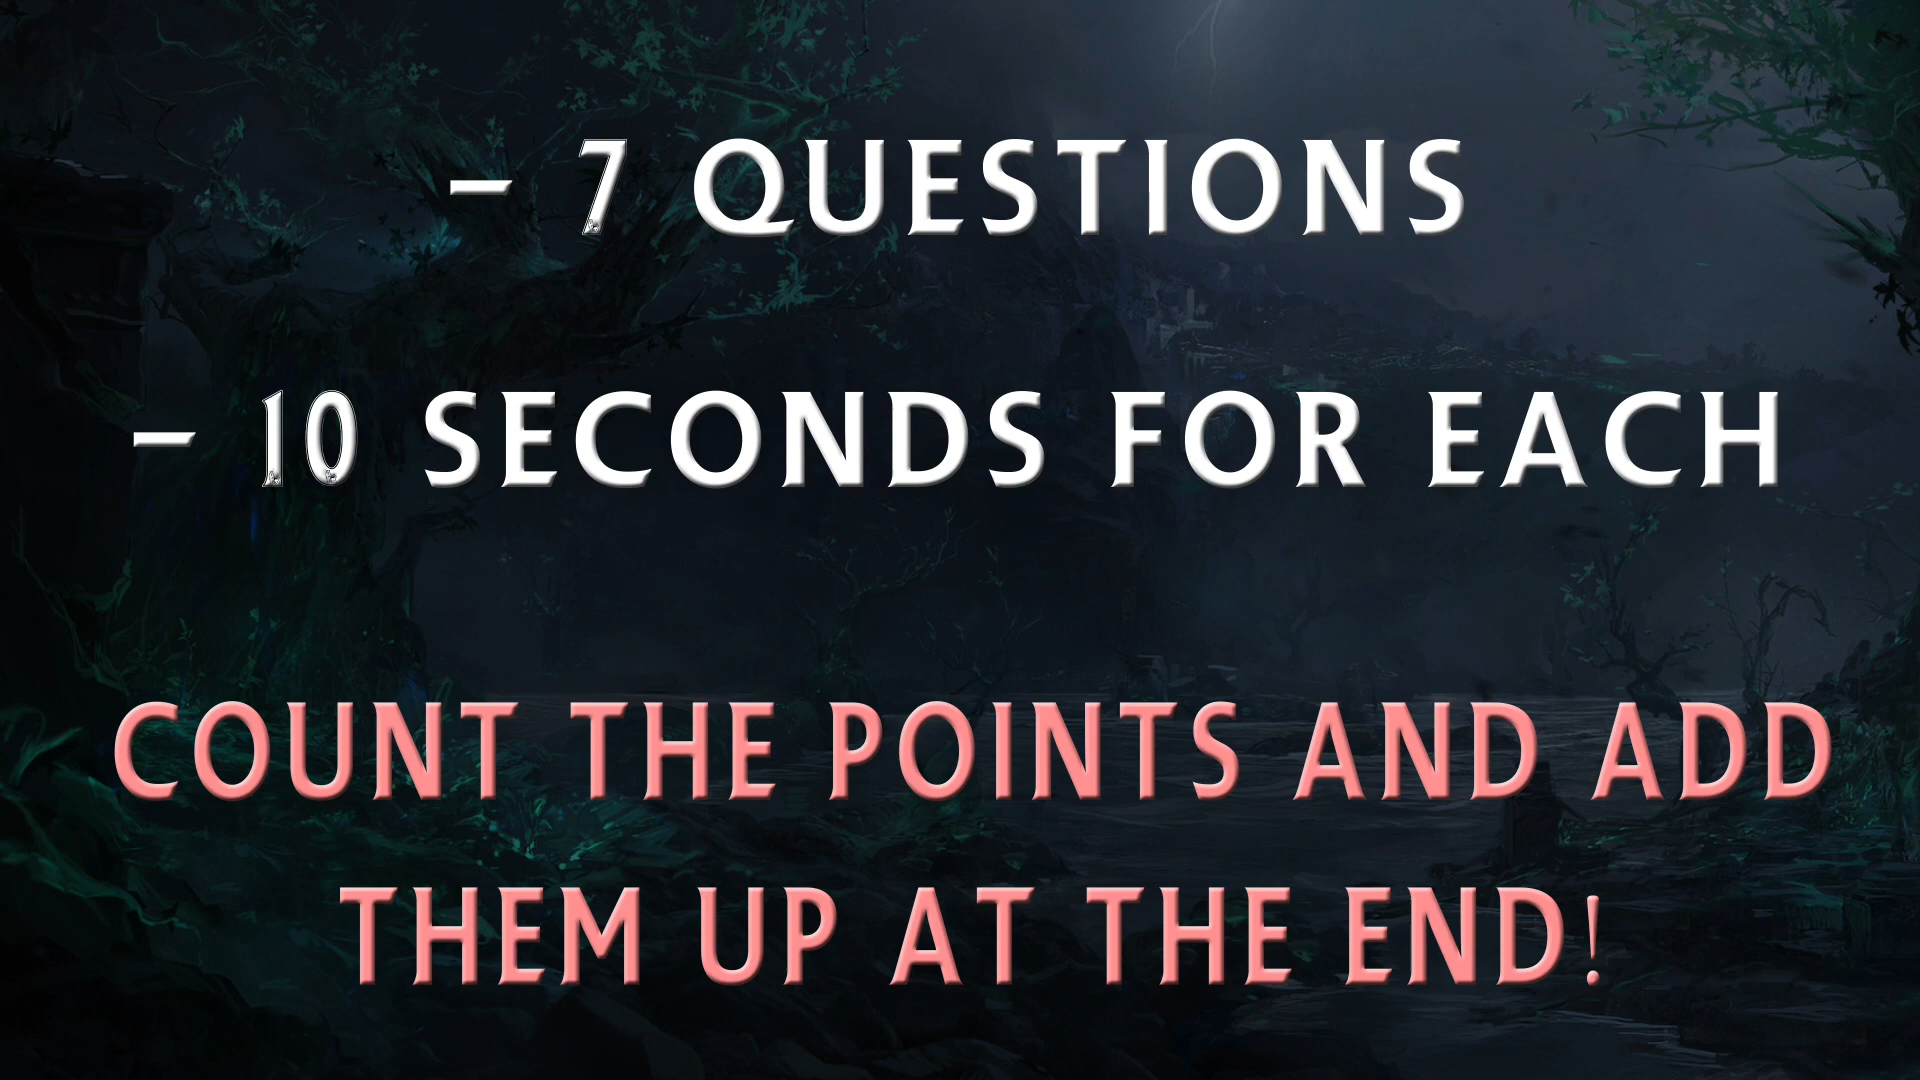 – 7 QUESTIONS
– 10 SECONDS FOR EACH
COUNT THE POINTS AND ADD
THEM UP AT THE END!